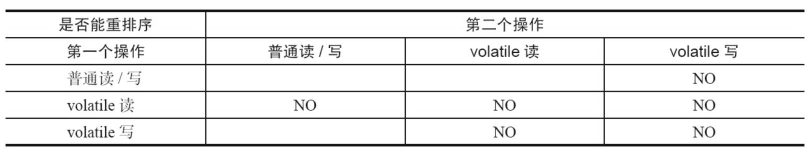 是否能重排序 第二个操作
第一个操作 普通读 / 写 volatile 读 volatile 写
普通读 / 写 NO
volatile 读 NO NO NO
volatile 写 NO NO